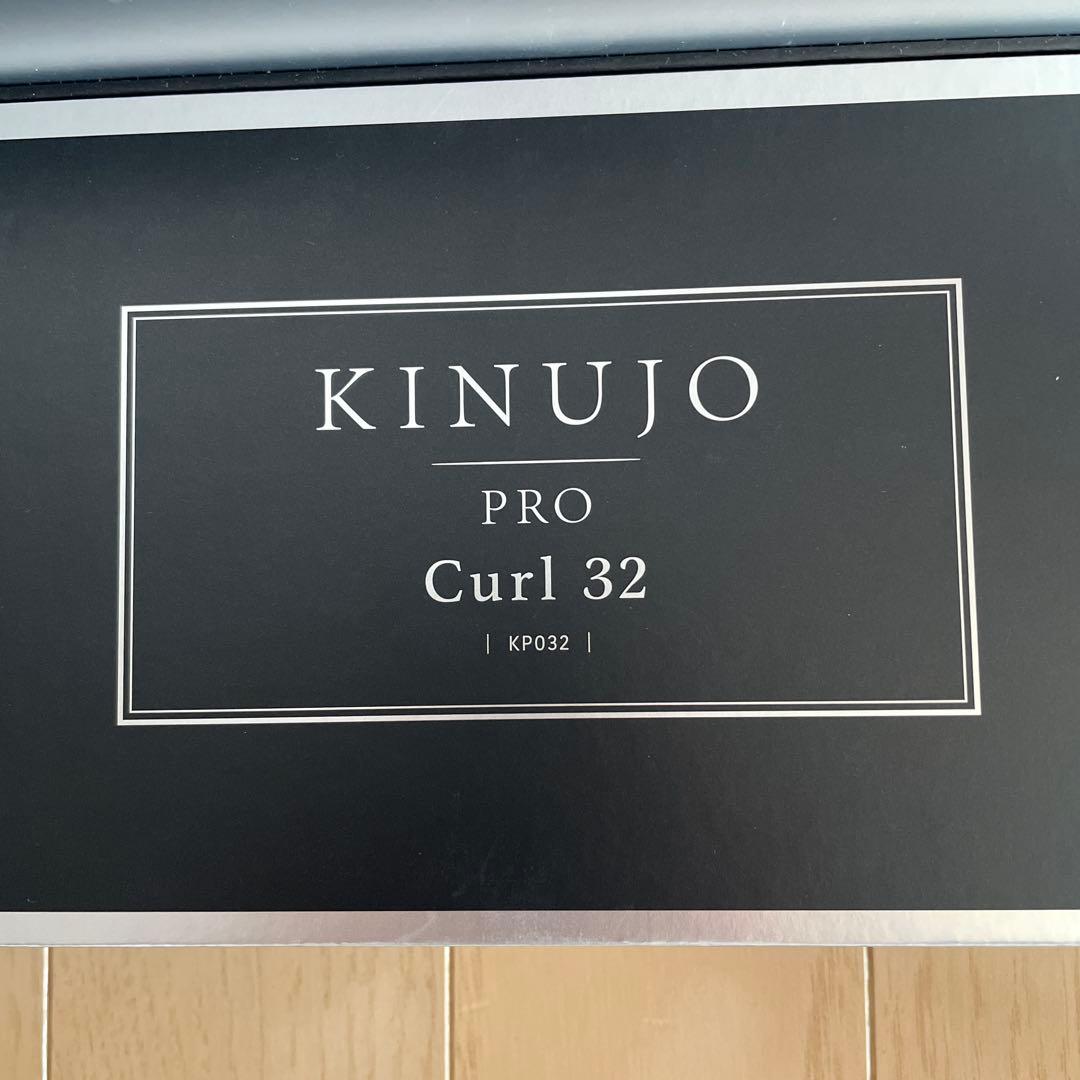 KINUJO
PRO
Curl 32
| KP032 |